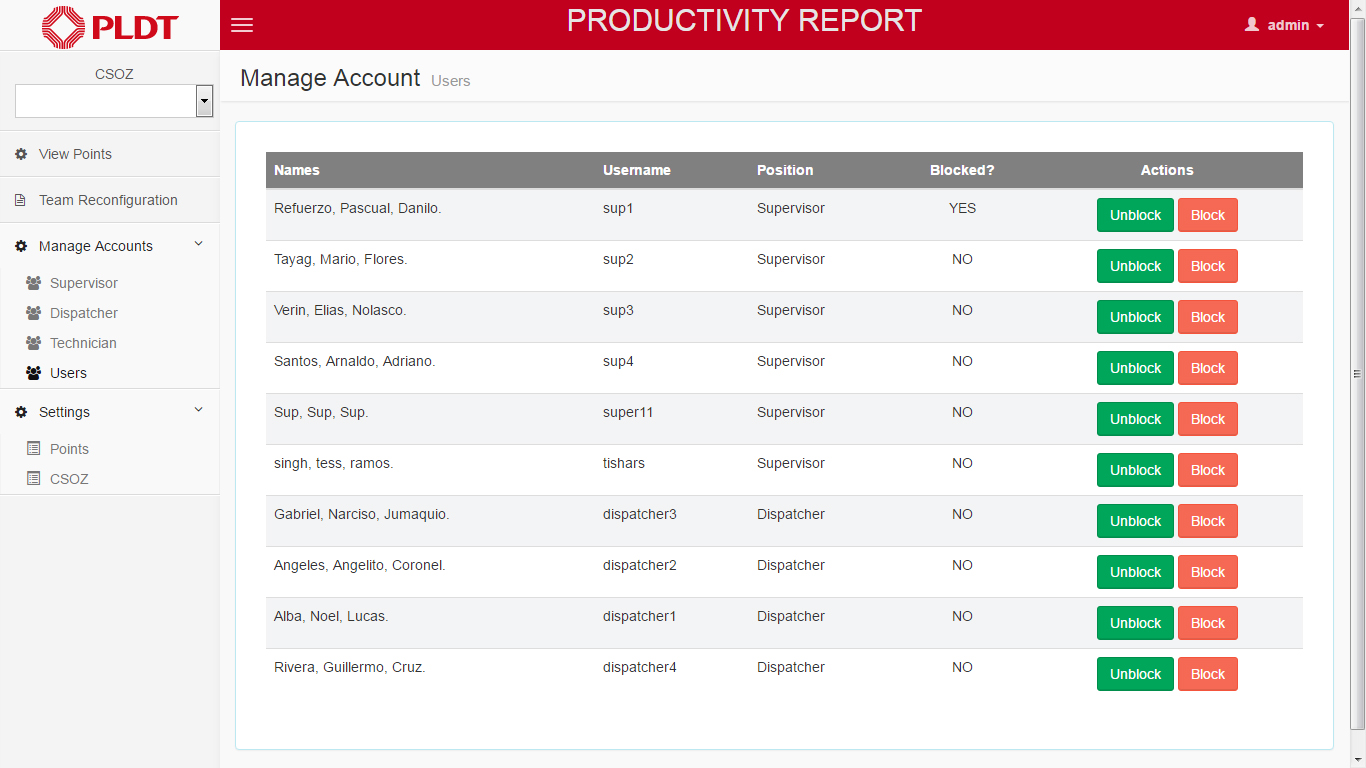 PLDT
PRODUCTIVITY REPORT
admin
CSOZ
View Points
Team Reconfiguration
Manage Accounts
Supervisor
Dispatcher
Technician
Users
Settings
Points
CSOZ
Manage Account Users
Names Username Position Blocked? Actions
Refuerzo, Pascual, Danilo. sup1 Supervisor YES Unblock Block
Tayag, Mario, Flores. sup2 Supervisor NO Unblock Block
Verin, Elias, Nolasco. sup3 Supervisor NO Unblock Block
Santos, Arnaldo, Adriano. sup4 Supervisor NO Unblock Block
Sup, Sup, Sup. super11 Supervisor NO Unblock Block
singh, tess, ramos. tishars Supervisor NO Unblock Block
Gabriel, Narciso, Jumaquio. dispatcher3 Dispatcher NO Unblock Block
Angeles, Angelito, Coronel. dispatcher2 Dispatcher NO Unblock Block
Alba, Noel, Lucas. dispatcher1 Dispatcher NO Unblock Block
Rivera, Guillermo, Cruz. dispatcher4 Dispatcher NO Unblock Block